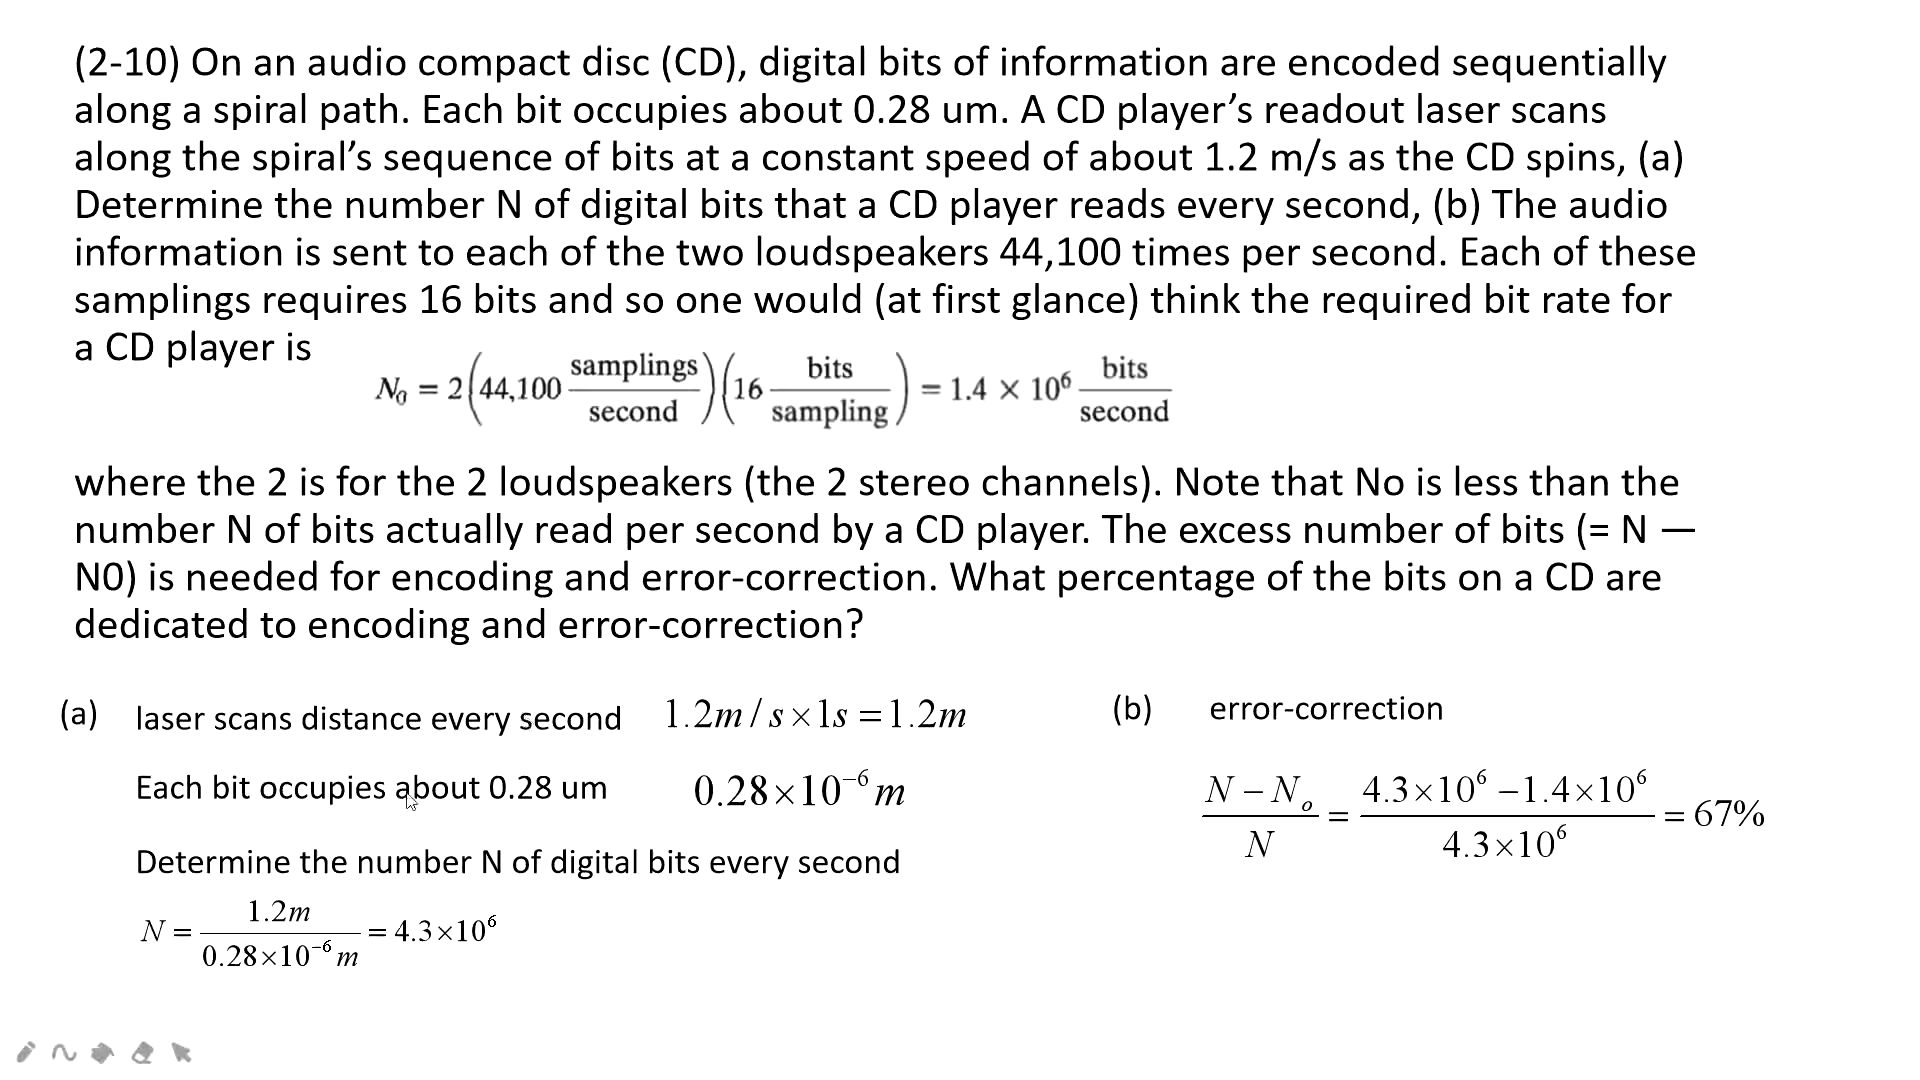 (2-10) On an audio compact disc (CD), digital bits of information are encoded sequentially
along a spiral path. Each bit occupies about 0.28 um. A CD player’s readout laser scans
along the spiral’s sequence of bits at a constant speed of about 1.2 m/s as the CD spins, (a)
Determine the number N of digital bits that a CD player reads every second, (b) The audio
information is sent to each of the two loudspeakers 44,100 times per second. Each of these
samplings requires 16 bits and so one would (at first glance) think the required bit rate for
a CD player is
N₀ = 2(44,100 samplings/second)(16 bits/sampling) = 1.4 × 10⁶ bits/second
where the 2 is for the 2 loudspeakers (the 2 stereo channels). Note that No is less than the
number N of bits actually read per second by a CD player. The excess number of bits (= N —
N0) is needed for encoding and error-correction. What percentage of the bits on a CD are
dedicated to encoding and error-correction?
(a) laser scans distance every second 1.2m / s×1s =1.2m
Each bit occupies about 0.28 um 0.28×10⁻⁶ m
Determine the number N of digital bits every second
N = 1.2m / 0.28×10⁻⁶ m = 4.3×10⁶
(b) error-correction
(N − Nₒ) / N = (4.3×10⁶ −1.4×10⁶) / 4.3×10⁶ = 67%